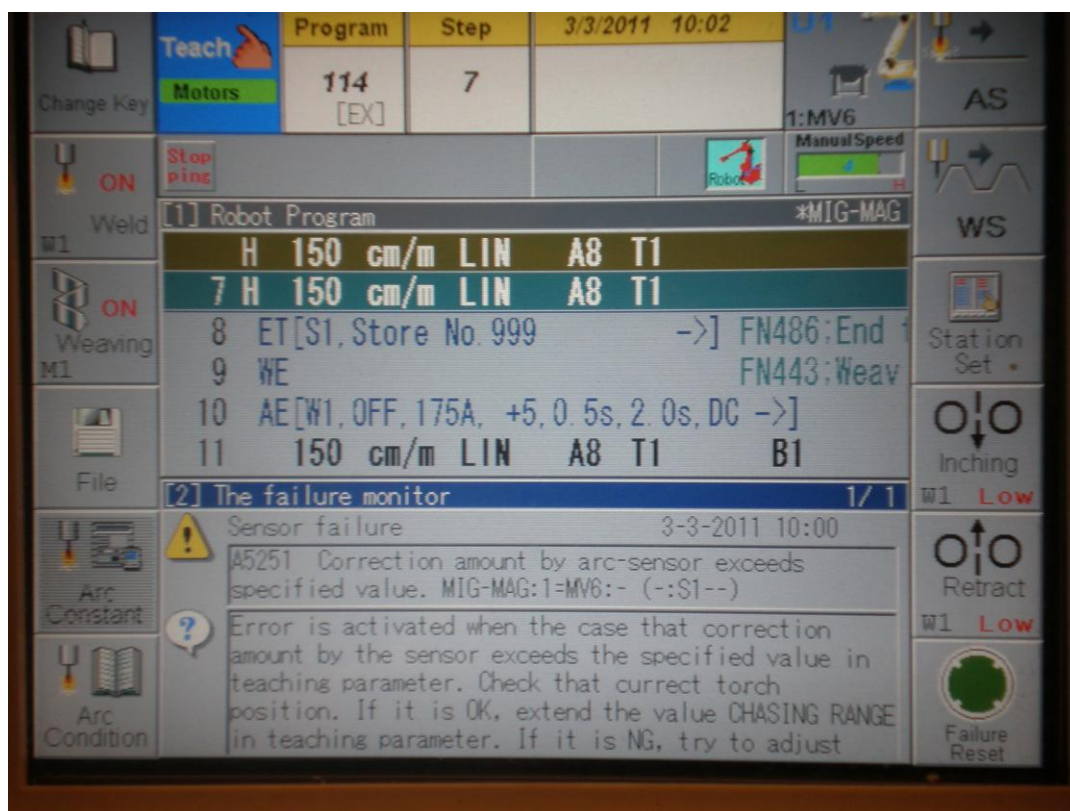 Program Step 3/3/2011 10:02
Teach
Motors
114
[EX]
7
1:MV6
Change Key
AS
Stop
ping
Robot
Manual Speed
H
ON
Weld
W1
WS
[1] Robot Program *MIG-MAG
H 150 cm/m LIN A8 T1
7 H 150 cm/m LIN A8 T1
8 ET[S1,Store No.999 ->] FN486;End
9 WE FN443;Weav
10 AE[W1,OFF,175A, +5,0.5s,2.0s,DC ->]
11 150 cm/m LIN A8 T1 B1
ON
Weaving
M1
Station
Set
File
Inching
W1 Low
[2] The failure monitor 1/ 1
Sensor failure 3-3-2011 10:00
A5251 Correction amount by arc-sensor exceeds
specified value. MIG-MAG:1=MV6:- (-:S1--)
Error is activated when the case that correction
amount by the sensor exceeds the specified value in
teaching parameter. Check that currect torch
position. If it is OK, extend the value CHASING RANGE
in teaching parameter. If it is NG, try to adjust
Arc
Constant
Retract
W1 Low
Arc
Condition
Failure
Reset